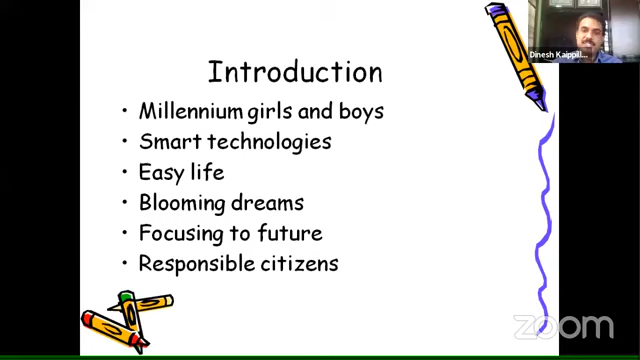 Introduction
• Millennium girls and boys
• Smart technologies
• Easy life
• Blooming dreams
• Focusing to future
• Responsible citizens
Dinesh Kaippill...
zoom